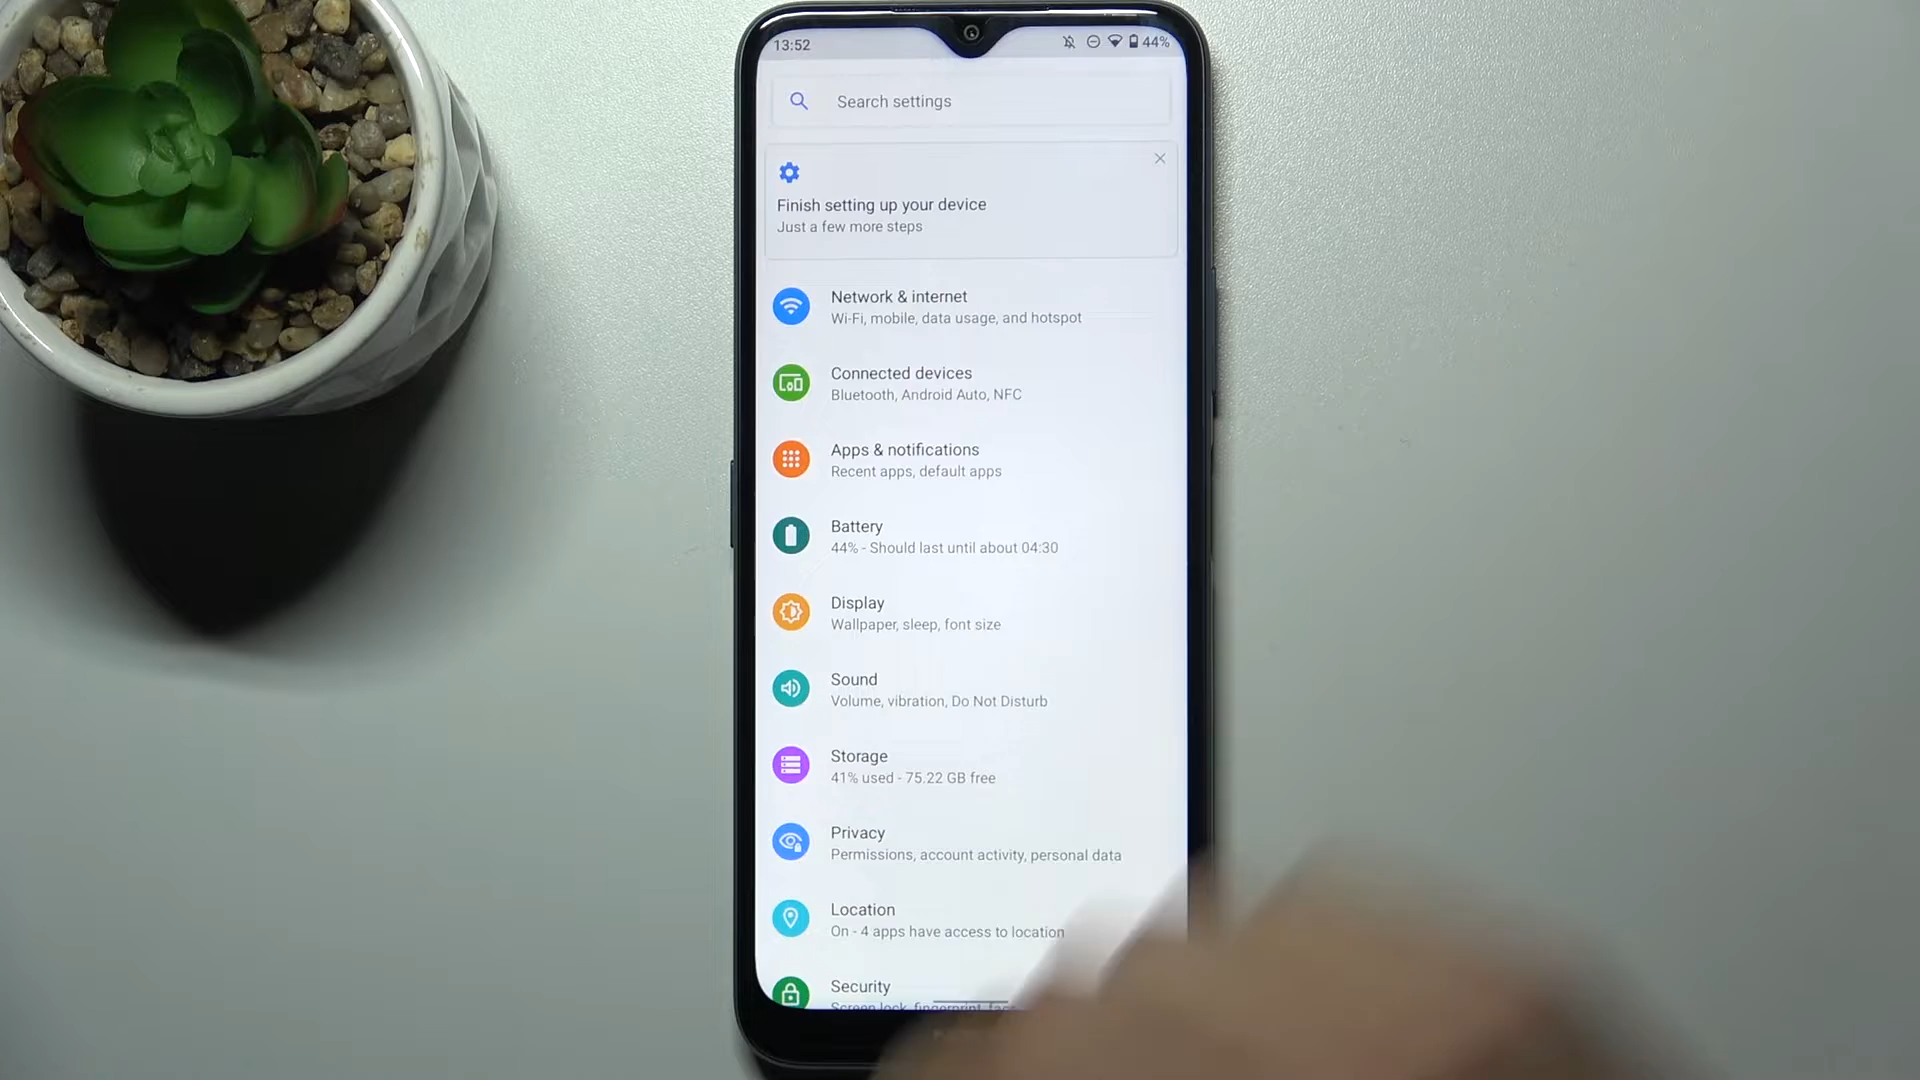 13:52
44%
Search settings
Finish setting up your device
Just a few more steps
Network & internet
Wi-Fi, mobile, data usage, and hotspot
Connected devices
Bluetooth, Android Auto, NFC
Apps & notifications
Recent apps, default apps
Battery
44% - Should last until about 04:30
Display
Wallpaper, sleep, font size
Sound
Volume, vibration, Do Not Disturb
Storage
41% used - 75.22 GB free
Privacy
Permissions, account activity, personal data
Location
On - 4 apps have access to location
Security
Screen lock, fingerprint,